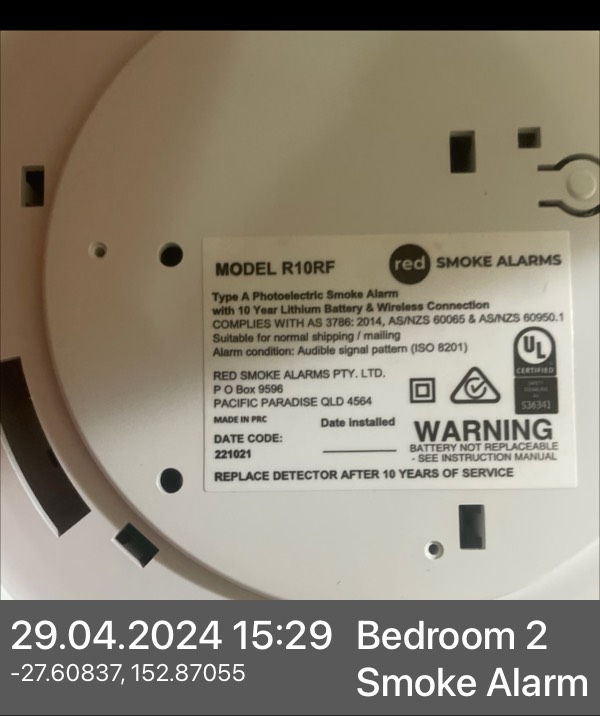 MODEL R10RF
red SMOKE ALARMS
Type A Photoelectric Smoke Alarm
with 10 Year Lithium Battery & Wireless Connection
COMPLIES WITH AS 3786: 2014, AS/NZS 60065 & AS/NZS 60950.1
Suitable for normal shipping / mailing
Alarm condition: Audible signal pattern (ISO 8201)
UL
CERTIFIED
S36341
RED SMOKE ALARMS PTY. LTD.
P O Box 9596
PACIFIC PARADISE QLD 4564
MADE IN PRC
Date Installed
DATE CODE:
221021
WARNING
BATTERY NOT REPLACEABLE
- SEE INSTRUCTION MANUAL
REPLACE DETECTOR AFTER 10 YEARS OF SERVICE
29.04.2024 15:29
-27.60837, 152.87055
Bedroom 2
Smoke Alarm